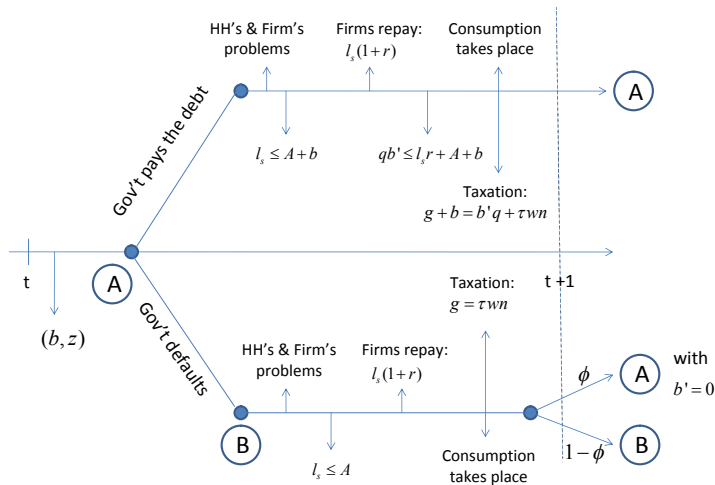 HH's & Firm's
problems
Firms repay:
l_s(1+r)
Consumption
takes place
A
Gov't pays the debt
l_s ≤ A+b
qb' ≤ l_s r + A + b
Taxation:
g+b=b'q+τwn
t
A
t+1
(b,z)
Gov't defaults
Taxation:
g=τwn
HH's & Firm's
problems
Firms repay:
l_s(1+r)
ϕ
A
with
b'=0
B
l_s ≤ A
Consumption
takes place
1−ϕ
B